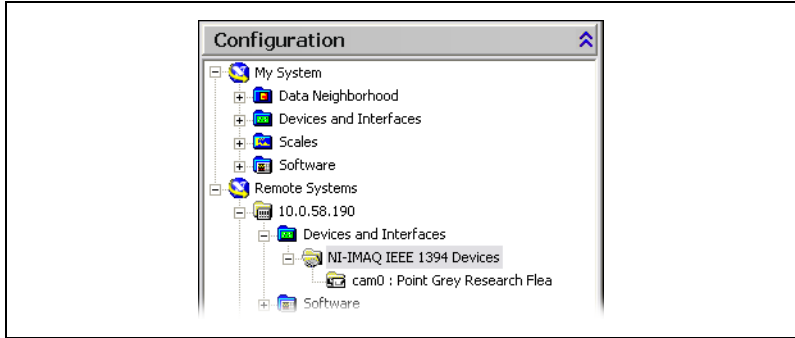 Configuration
My System
Data Neighborhood
Devices and Interfaces
Scales
Software
Remote Systems
10.0.58.190
Devices and Interfaces
NI-IMAQ IEEE 1394 Devices
cam0 : Point Grey Research Flea
Software